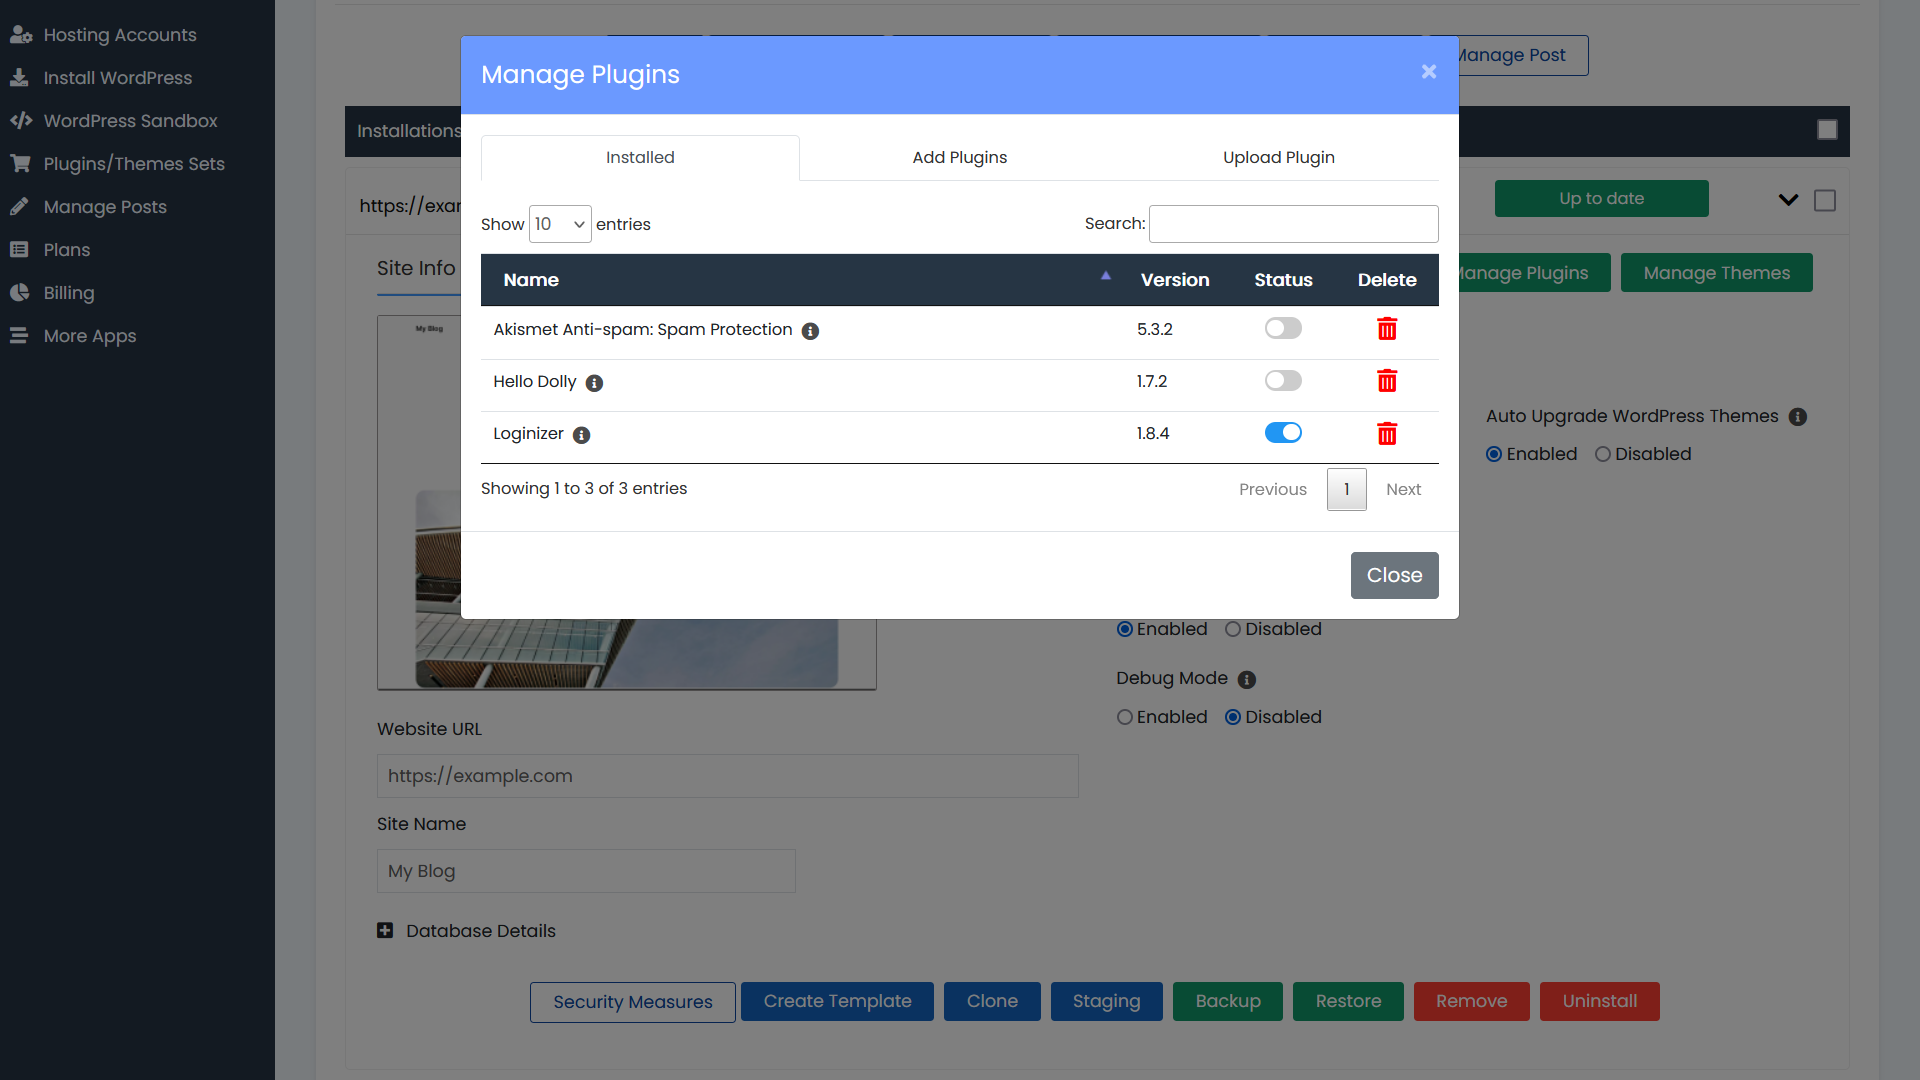 Hosting Accounts
Install WordPress
WordPress Sandbox
Plugins/Themes Sets
Manage Posts
Plans
Billing
More Apps
Manage Post
Manage Plugins
×
Installations
Installed
Add Plugins
Upload Plugin
https://exam
Up to date
Show 10 entries
Search:
Site Info
Manage Plugins
Manage Themes
Name
Version
Status
Delete
My Blog
Akismet Anti-spam: Spam Protection
5.3.2
Hello Dolly
1.7.2
Loginizer
1.8.4
Auto Upgrade WordPress Themes
Enabled
Disabled
Showing 1 to 3 of 3 entries
Previous
1
Next
Close
Enabled
Disabled
Debug Mode
Enabled
Disabled
Website URL
https://example.com
Site Name
My Blog
Database Details
Security Measures
Create Template
Clone
Staging
Backup
Restore
Remove
Uninstall